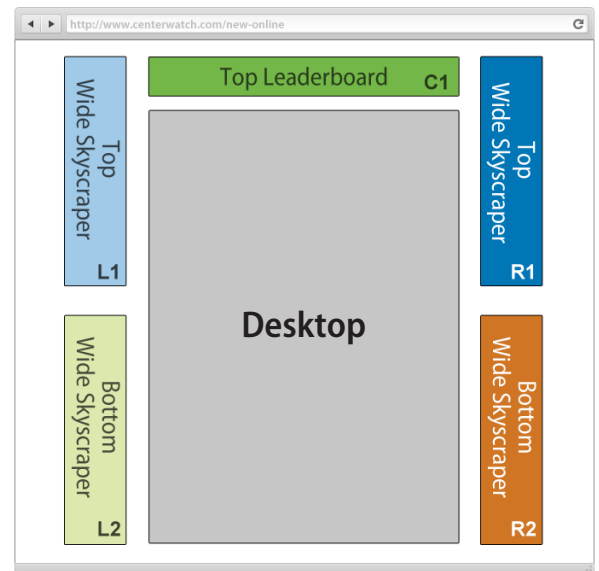 http://www.centerwatch.com/new-online
Top Leaderboard
C1
Top
Wide Skyscraper
L1
Top
Wide Skyscraper
R1
Desktop
Bottom
Wide Skyscraper
L2
Bottom
Wide Skyscraper
R2